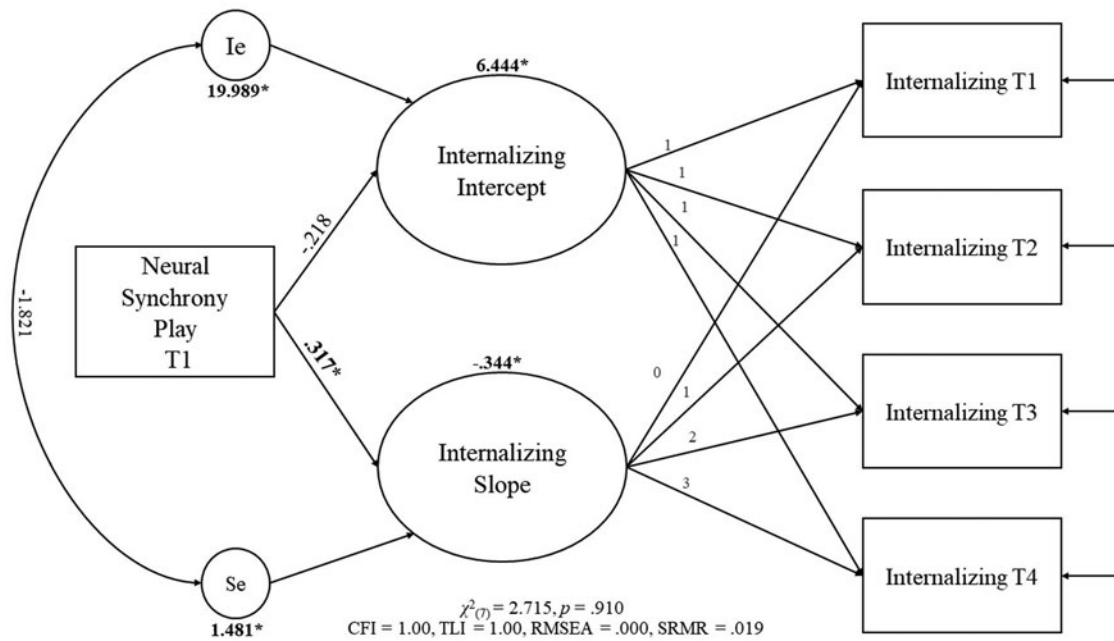 Ie
19.989*
6.444*
Internalizing
Intercept
Internalizing T1
1
1
1
1
Internalizing T2
-.218
Neural
Synchrony
Play
T1
-1.821
.317*
-.344*
0
1
2
3
Internalizing T3
Internalizing
Slope
Internalizing T4
Se
1.481*
χ²(7) = 2.715, p = .910
CFI = 1.00, TLI = 1.00, RMSEA = .000, SRMR = .019